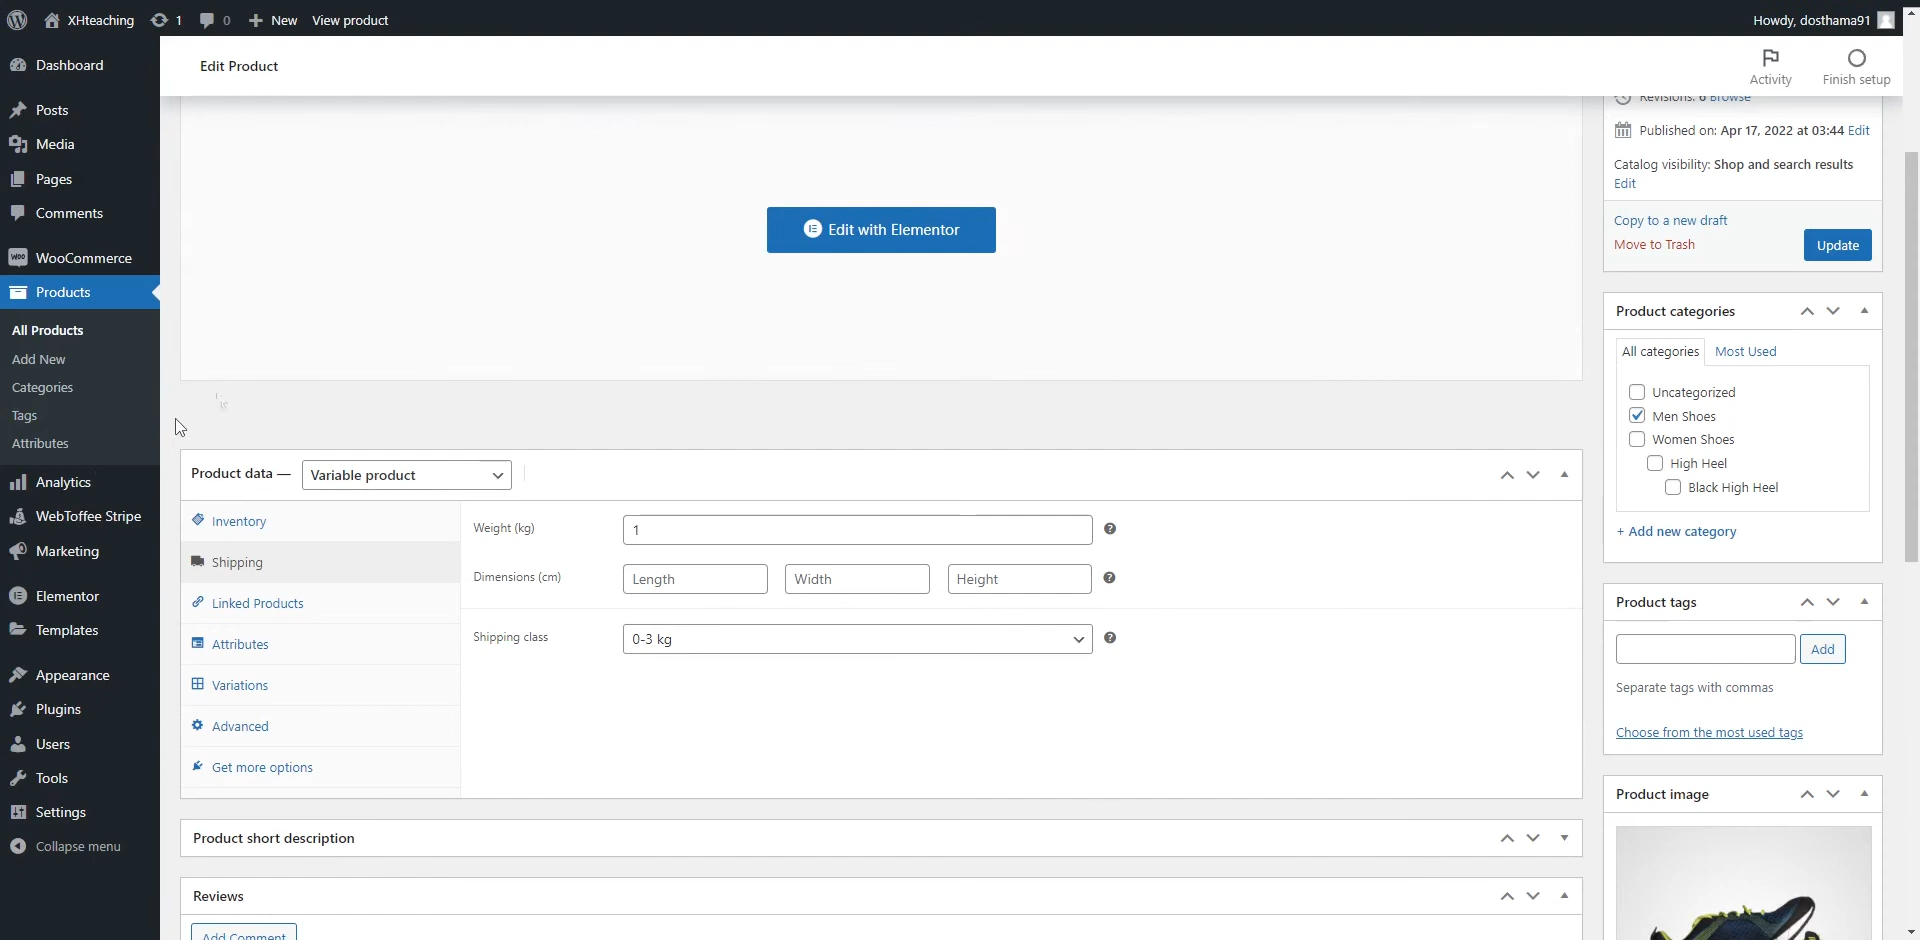 XHteaching 1 0 New View product Howdy, dosthama91
Dashboard
Posts
Media
Pages
Comments
WooCommerce
Products
All Products
Add New
Categories
Tags
Attributes
Analytics
WebToffee Stripe
Marketing
Elementor
Templates
Appearance
Plugins
Users
Tools
Settings
Collapse menu
Edit Product
Activity
Finish setup
Edit with Elementor
Product data — Variable product
Inventory
Shipping
Linked Products
Attributes
Variations
Advanced
Get more options
Weight (kg) 1
Dimensions (cm) Length Width Height
Shipping class 0-3 kg
Product short description
Reviews
Add Comment
Revisions: 6 Browse
Published on: Apr 17, 2022 at 03:44 Edit
Catalog visibility: Shop and search results
Edit
Copy to a new draft
Move to Trash
Update
Product categories
All categories Most Used
Uncategorized
Men Shoes
Women Shoes
High Heel
Black High Heel
+ Add new category
Product tags
Add
Separate tags with commas
Choose from the most used tags
Product image